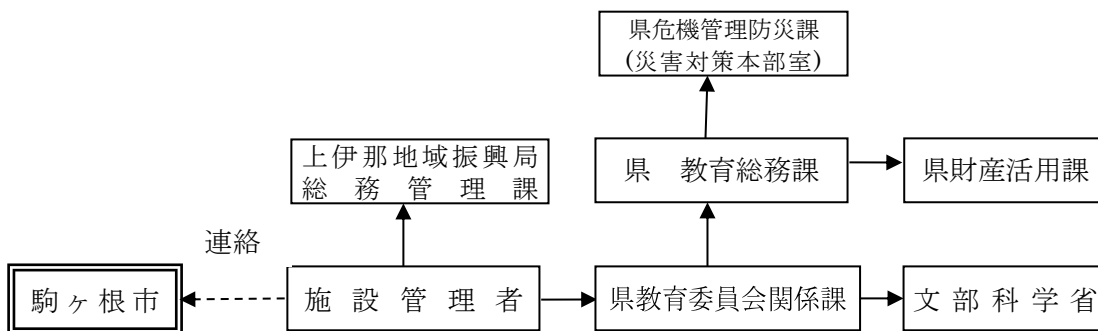 県危機管理防災課
(災害対策本部室)
上伊那地域振興局
総務管理課
県 教育総務課
県財産活用課
連絡
駒ヶ根市
施設管理者
県教育委員会関係課
文部科学省